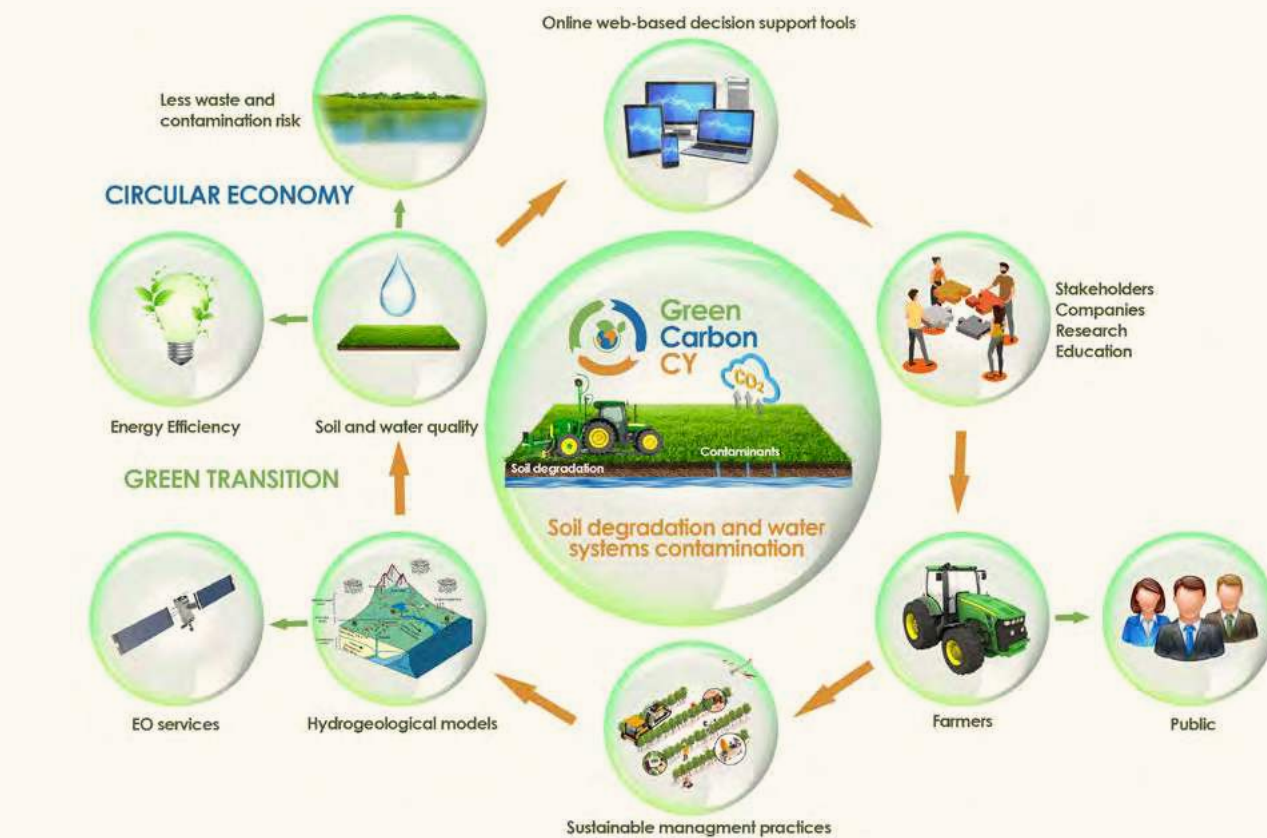 Online web-based decision support tools
Less waste and
contamination risk
CIRCULAR ECONOMY
Stakeholders
Companies
Research
Education
Green
Carbon
CY
CO₂
Energy Efficiency
Soil and water quality
Contaminants
Soil degradation
GREEN TRANSITION
Soil degradation and water
systems contamination
EO services
Hydrogeological models
Farmers
Public
Sustainable managment practices